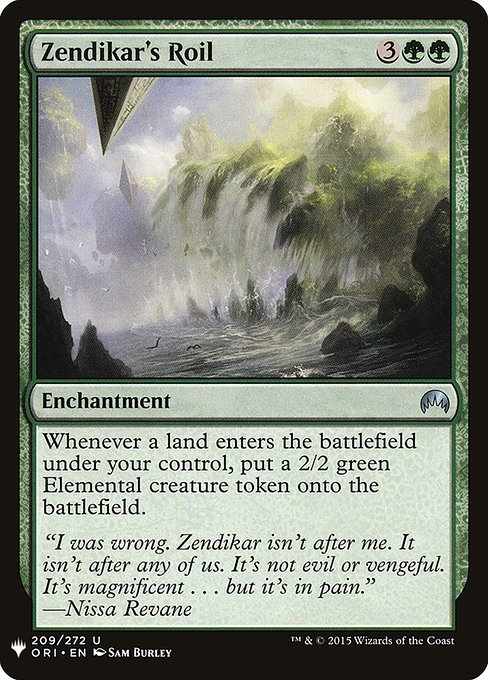 Zendikar's Roil 3
Enchantment
Whenever a land enters the battlefield
under your control, put a 2/2 green
Elemental creature token onto the
battlefield.
“I was wrong. Zendikar isn't after me. It
isn't after any of us. It's not evil or vengeful.
It's magnificent . . . but it's in pain.”
—Nissa Revane
209/272 U
ORI • EN Sam Burley
™ & © 2015 Wizards of the Coast